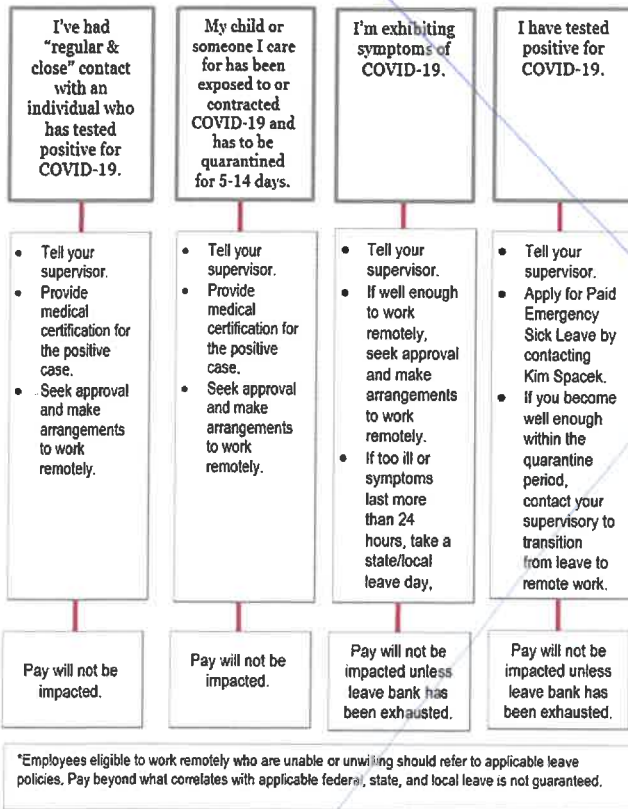 I've had
"regular &
close" contact
with an
individual who
has tested
positive for
COVID-19.
My child or
someone I care
for has been
exposed to or
contracted
COVID-19 and
has to be
quarantined
for 5-14 days.
I'm exhibiting
symptoms of
COVID-19.
I have tested
positive for
COVID-19.
• Tell your
supervisor.
• Provide
medical
certification for
the positive
case.
• Seek approval
and make
arrangements
to work
remotely.
• Tell your
supervisor.
• Provide
medical
certification for
the positive
case.
• Seek approval
and make
arrangements
to work
remotely.
• Tell your
supervisor.
• If well enough
to work
remotely,
seek approval
and make
arrangements
to work
remotely.
• If too ill or
symptoms
last more
than 24
hours, take a
state/local
leave day,
• Tell your
supervisor.
• Apply for Paid
Emergency
Sick Leave by
contacting
Kim Spacek.
• If you become
well enough
within the
quarantine
period,
contact your
supervisory to
transition
from leave to
remote work.
Pay will not be
impacted.
Pay will not be
impacted.
Pay will not be
impacted unless
leave bank has
been exhausted.
Pay will not be
impacted unless
leave bank has
been exhausted.
*Employees eligible to work remotely who are unable or unwilling should refer to applicable leave
policies. Pay beyond what correlates with applicable federal, state, and local leave is not guaranteed.